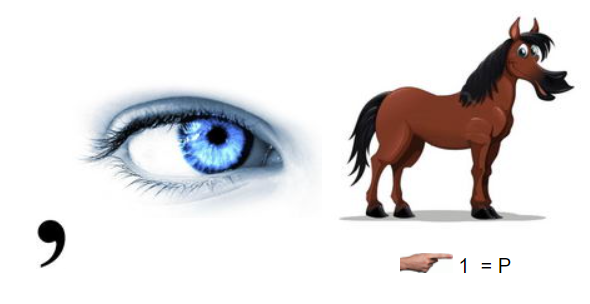 ,
1 = P